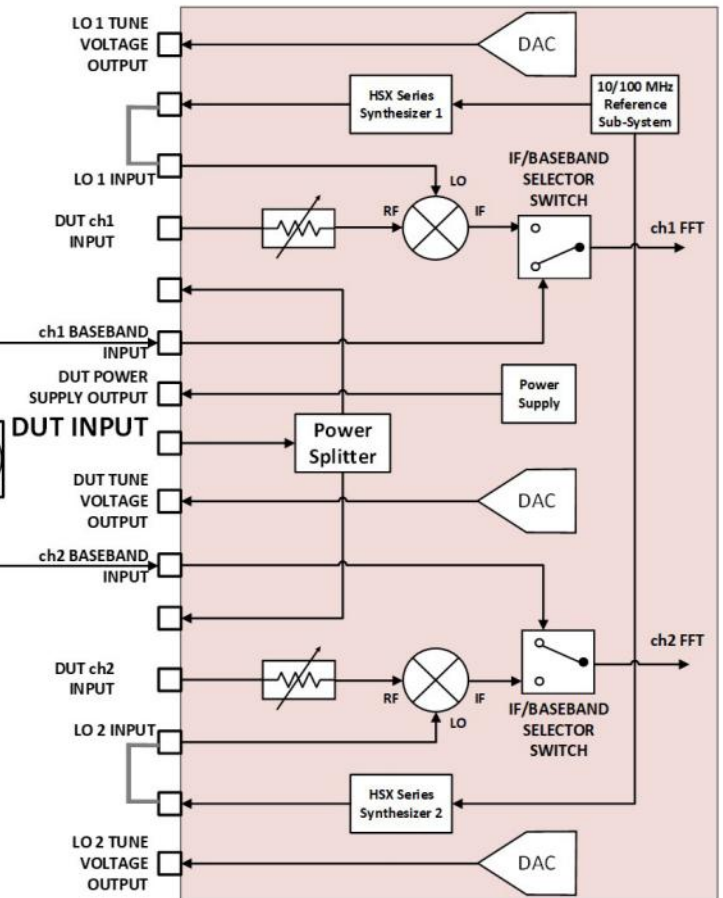 LO 1 TUNE
VOLTAGE
OUTPUT
DAC
HSX Series
Synthesizer 1
10/100 MHz
Reference
Sub-System
LO 1 INPUT
LO
IF/BASEBAND
SELECTOR
SWITCH
DUT ch1
INPUT
RF
IF
ch1 FFT
ch1 BASEBAND
INPUT
DUT POWER
SUPPLY OUTPUT
Power
Supply
DUT INPUT
Power
Splitter
DUT TUNE
VOLTAGE
OUTPUT
DAC
ch2 BASEBAND
INPUT
ch2 FFT
DUT ch2
INPUT
RF
IF
LO
IF/BASEBAND
SELECTOR
SWITCH
LO 2 INPUT
HSX Series
Synthesizer 2
LO 2 TUNE
VOLTAGE
OUTPUT
DAC